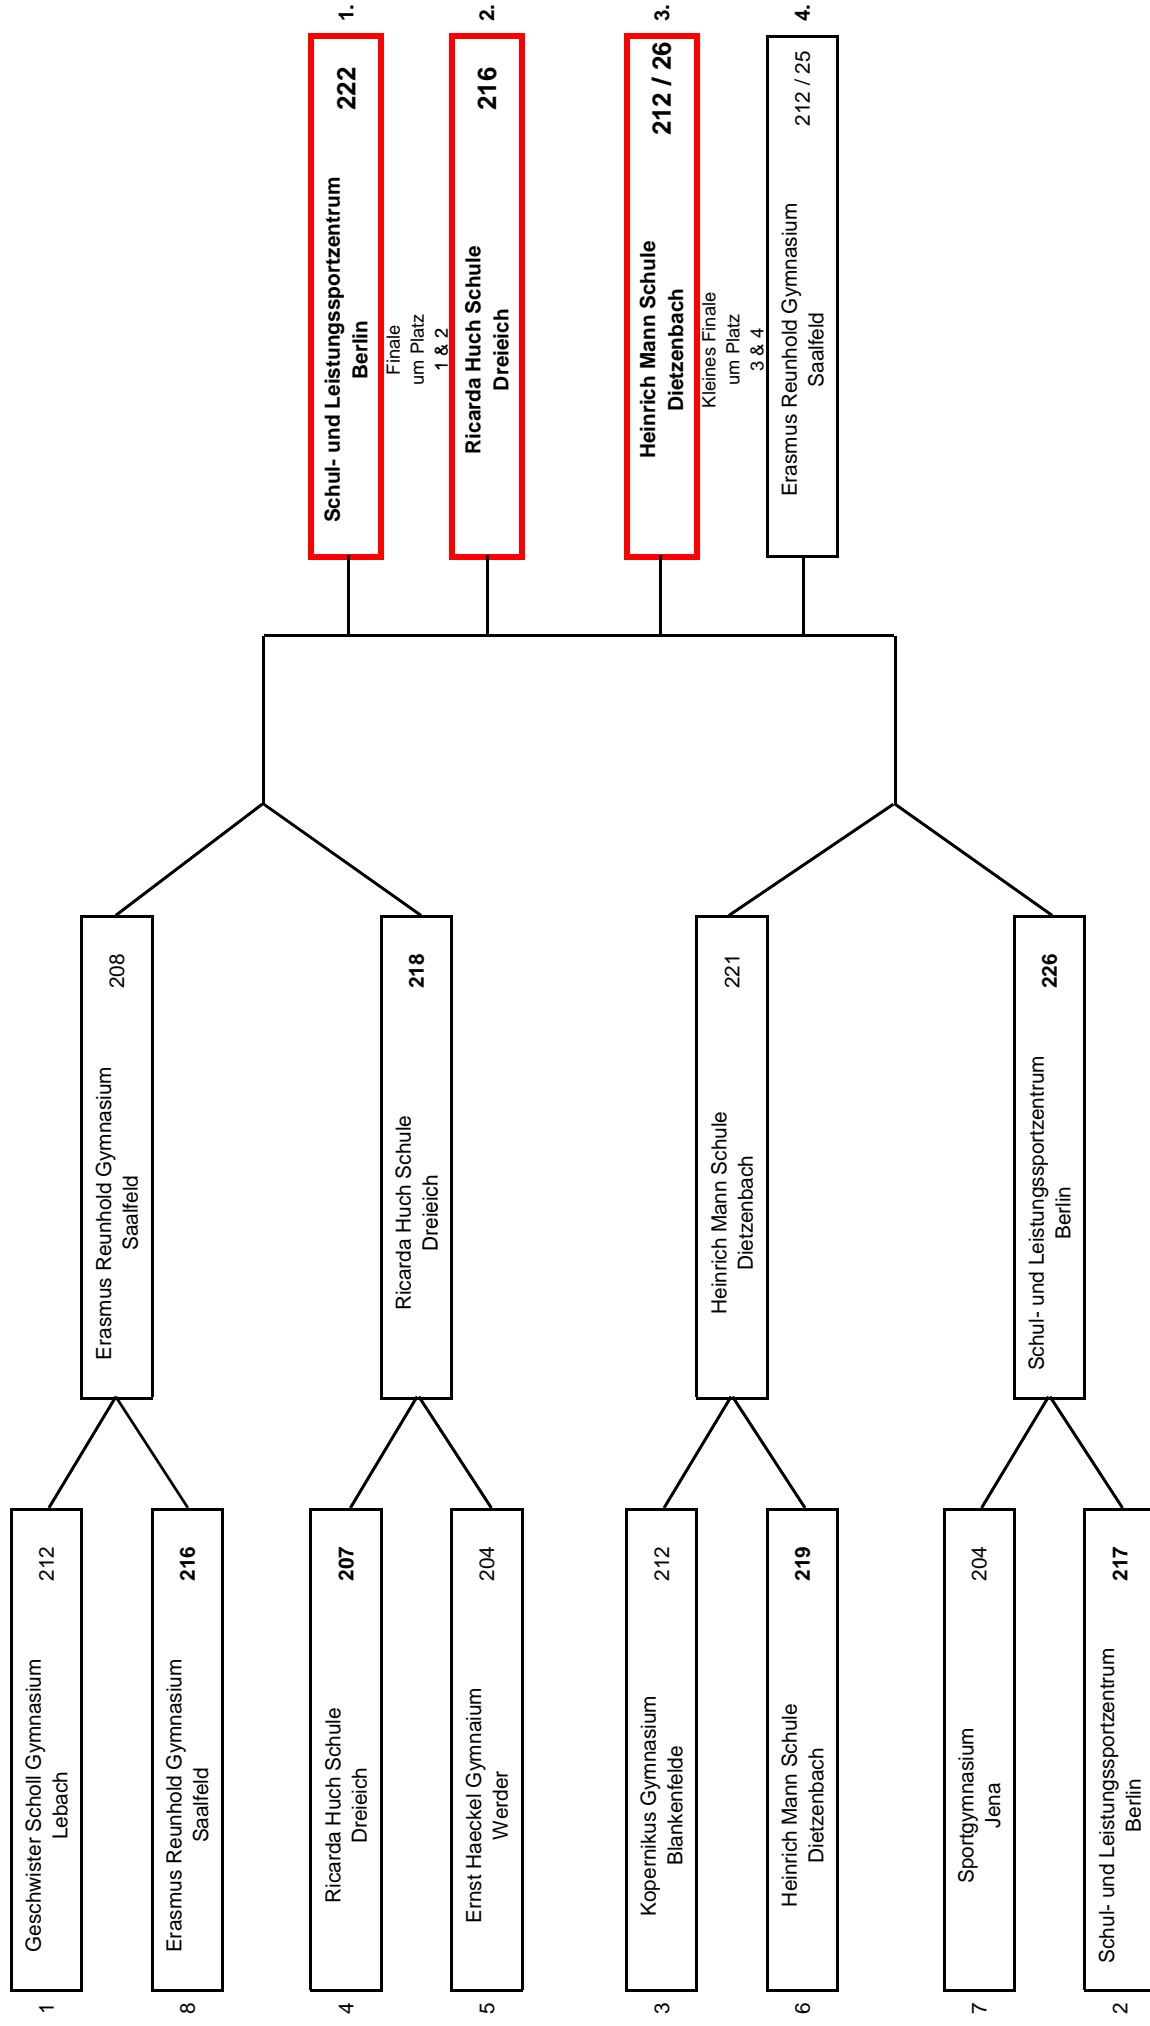 1
Geschwister Scholl Gymnasium
Lebach
212
8
Erasmus Reunhold Gymnasium
Saalfeld
216
4
Ricarda Huch Schule
Dreieich
207
5
Ernst Haeckel Gymnaium
Werder
204
3
Kopernikus Gymnasium
Blankenfelde
212
6
Heinrich Mann Schule
Dietzenbach
219
7
Sportgymnasium
Jena
204
2
Schul- und Leistungssportzentrum
Berlin
217
Erasmus Reunhold Gymnasium
Saalfeld
208
Ricarda Huch Schule
Dreieich
218
Heinrich Mann Schule
Dietzenbach
221
Schul- und Leistungssportzentrum
Berlin
226
Schul- und Leistungssportzentrum
Berlin
222
1.
Finale
um Platz
1 & 2
Ricarda Huch Schule
Dreieich
216
2.
Heinrich Mann Schule
Dietzenbach
212 / 26
3.
Kleines Finale
um Platz
3 & 4
Erasmus Reunhold Gymnasium
Saalfeld
212 / 25
4.